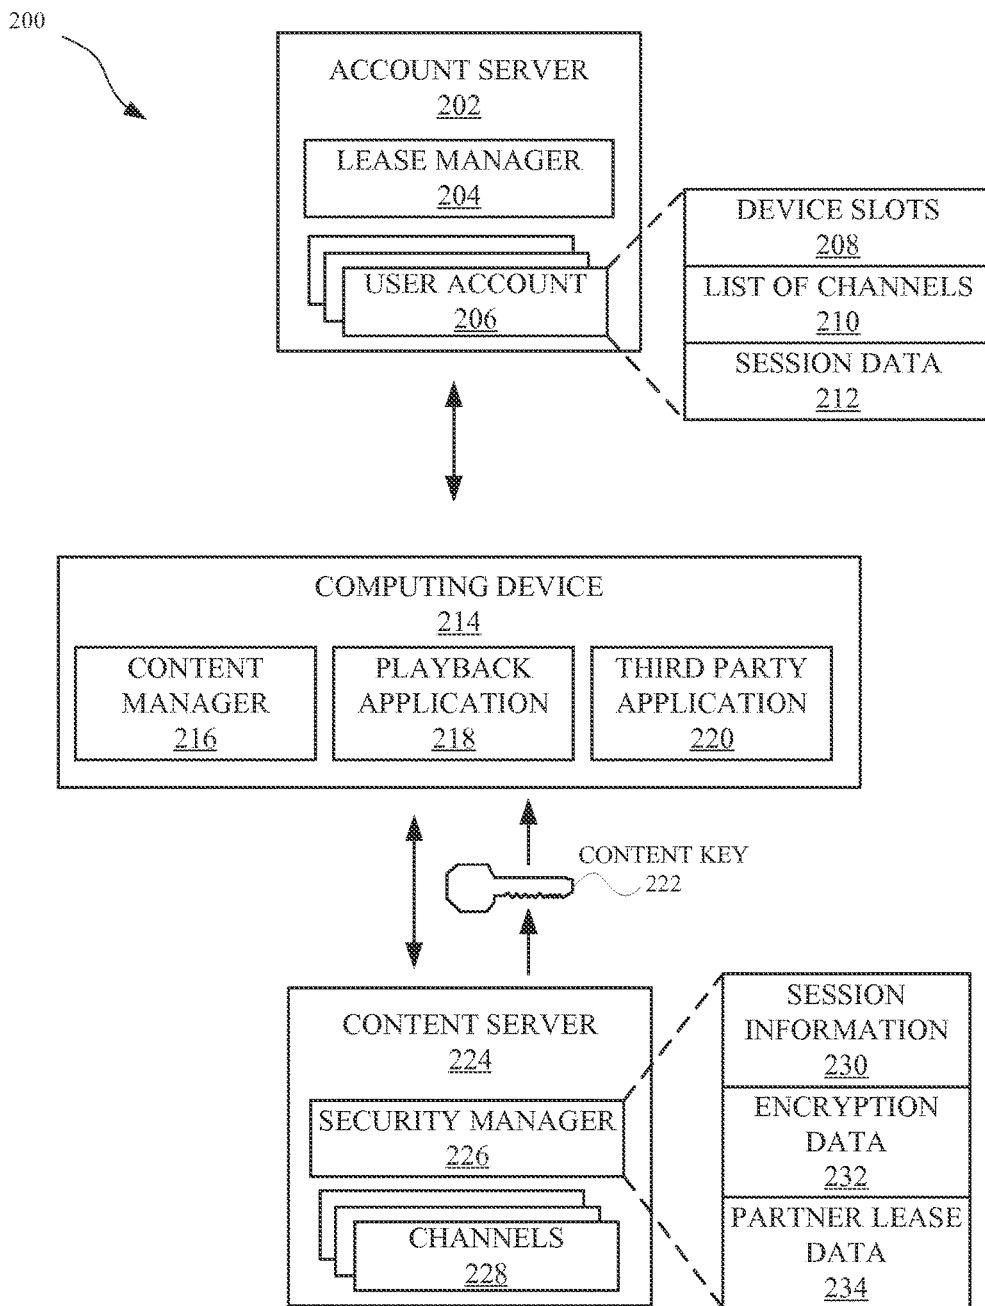 200
ACCOUNT SERVER
202
LEASE MANAGER
204
USER ACCOUNT
206
DEVICE SLOTS
208
LIST OF CHANNELS
210
SESSION DATA
212
COMPUTING DEVICE
214
CONTENT
MANAGER
216
PLAYBACK
APPLICATION
218
THIRD PARTY
APPLICATION
220
CONTENT KEY
222
CONTENT SERVER
224
SECURITY MANAGER
226
CHANNELS
228
SESSION
INFORMATION
230
ENCRYPTION
DATA
232
PARTNER LEASE
DATA
234